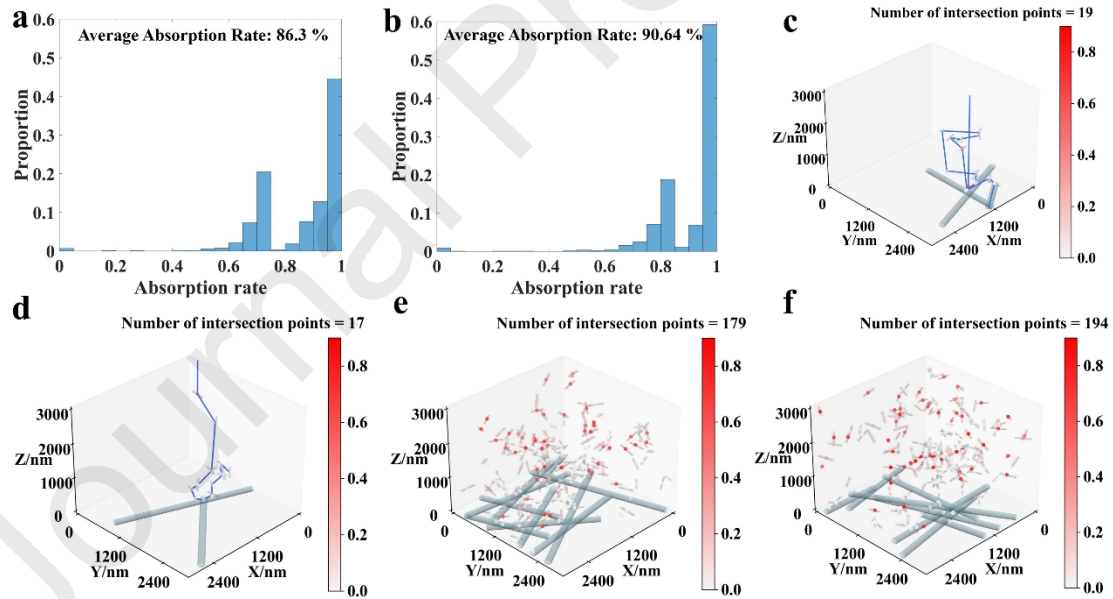 a
Average Absorption Rate: 86.3 %
0.6
0.5
0.4
0.3
0.2
0.1
0
Proportion
0 0.2 0.4 0.6 0.8 1
Absorption rate
b
Average Absorption Rate: 90.64 %
0.6
0.5
0.4
0.3
0.2
0.1
0
Proportion
0 0.2 0.4 0.6 0.8 1
Absorption rate
c
Number of intersection points = 19
3000
2000
Z/nm
1000
0
0
1200
Y/nm
2400
2400
X/nm
1200
0
0.8
0.6
0.4
0.2
0.0
d
Number of intersection points = 17
3000
2000
Z/nm
1000
0
0
1200
Y/nm
2400
2400
X/nm
1200
0
0.8
0.6
0.4
0.2
0.0
e
Number of intersection points = 179
3000
2000
Z/nm
1000
0
0
1200
Y/nm
2400
2400
X/nm
1200
0
0.8
0.6
0.4
0.2
0.0
f
Number of intersection points = 194
3000
2000
Z/nm
1000
0
0
1200
Y/nm
2400
2400
X/nm
1200
0
0.8
0.6
0.4
0.2
0.0
Journal Pre